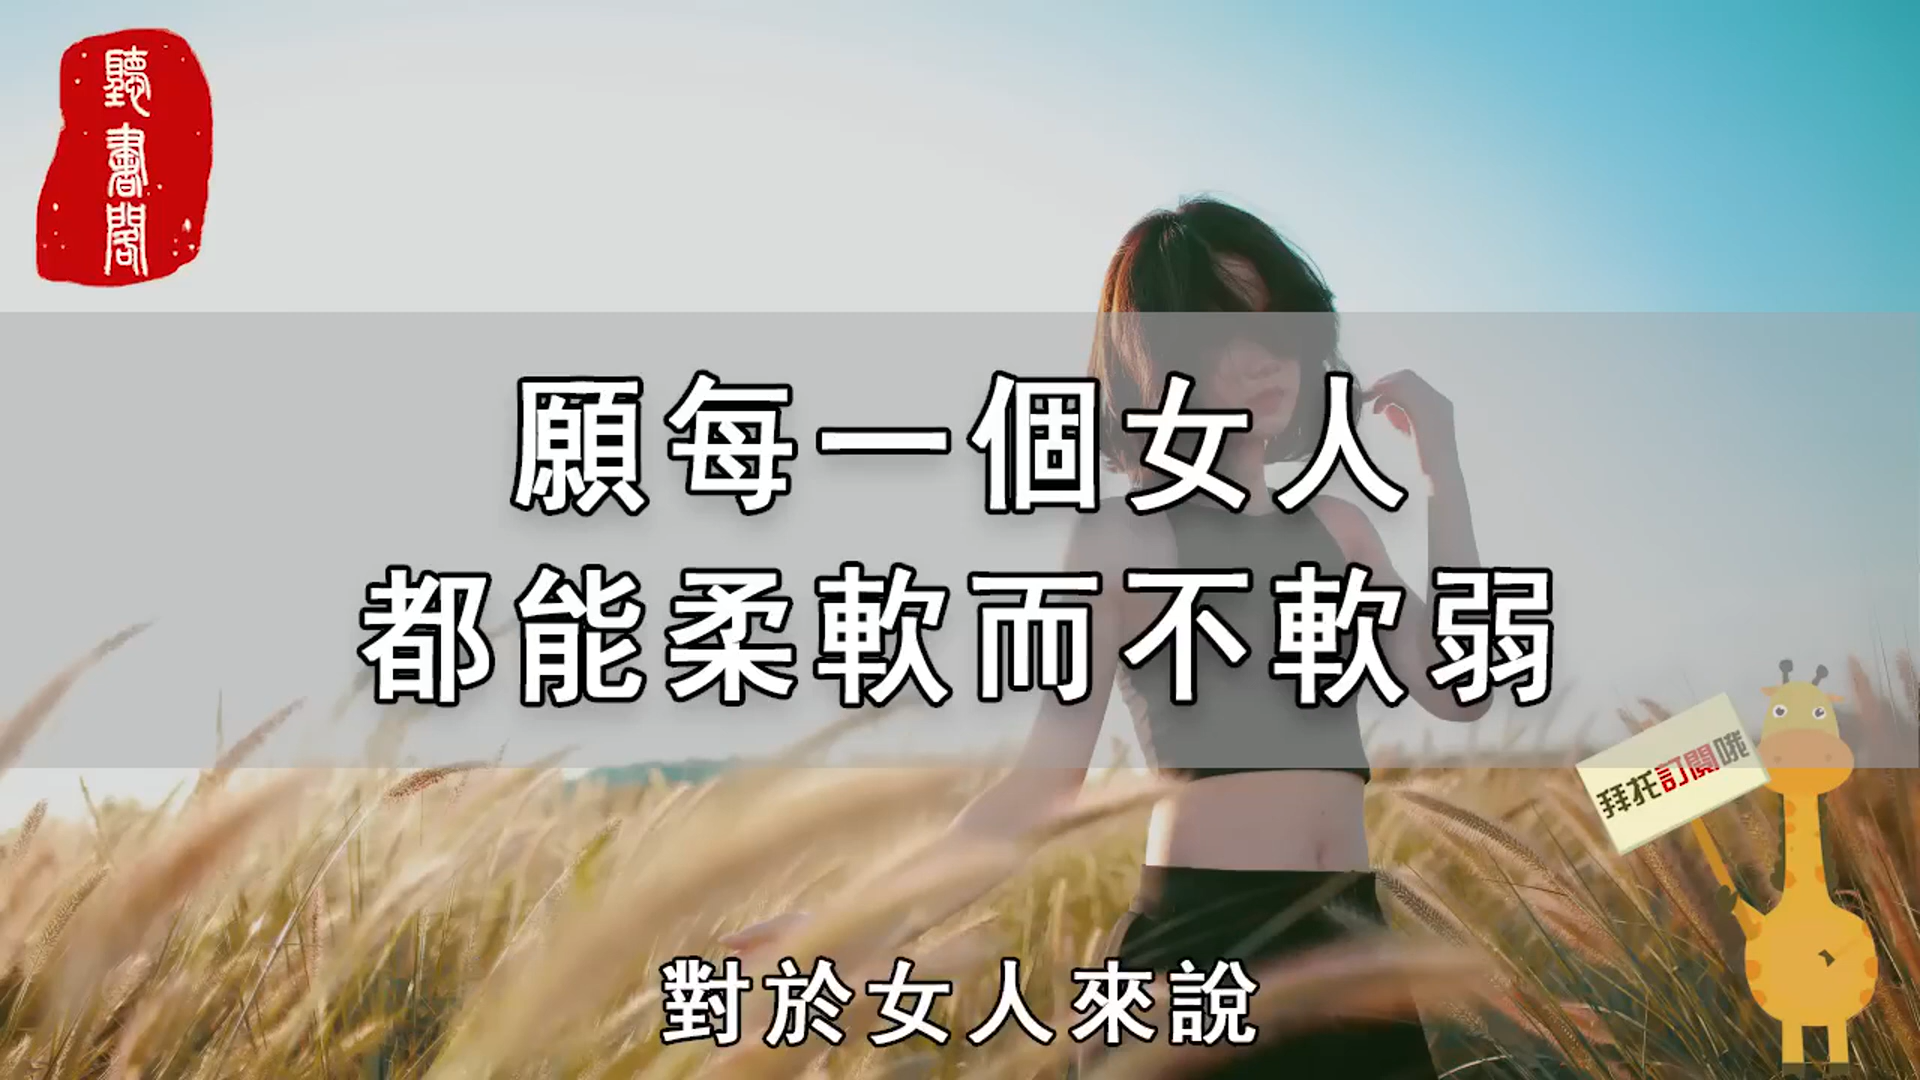 聽書閣
願每一個女人
都能柔軟而不軟弱
拜托訂閱哦
對於女人來說